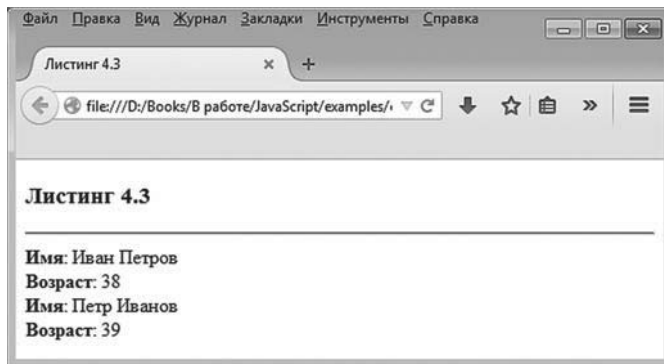 Файл Правка Вид Журнал Закладки Инструменты Справка
Листинг 4.3
file:///D:/Books/В работе/JavaScript/examples/
Листинг 4.3
Имя: Иван Петров
Возраст: 38
Имя: Петр Иванов
Возраст: 39